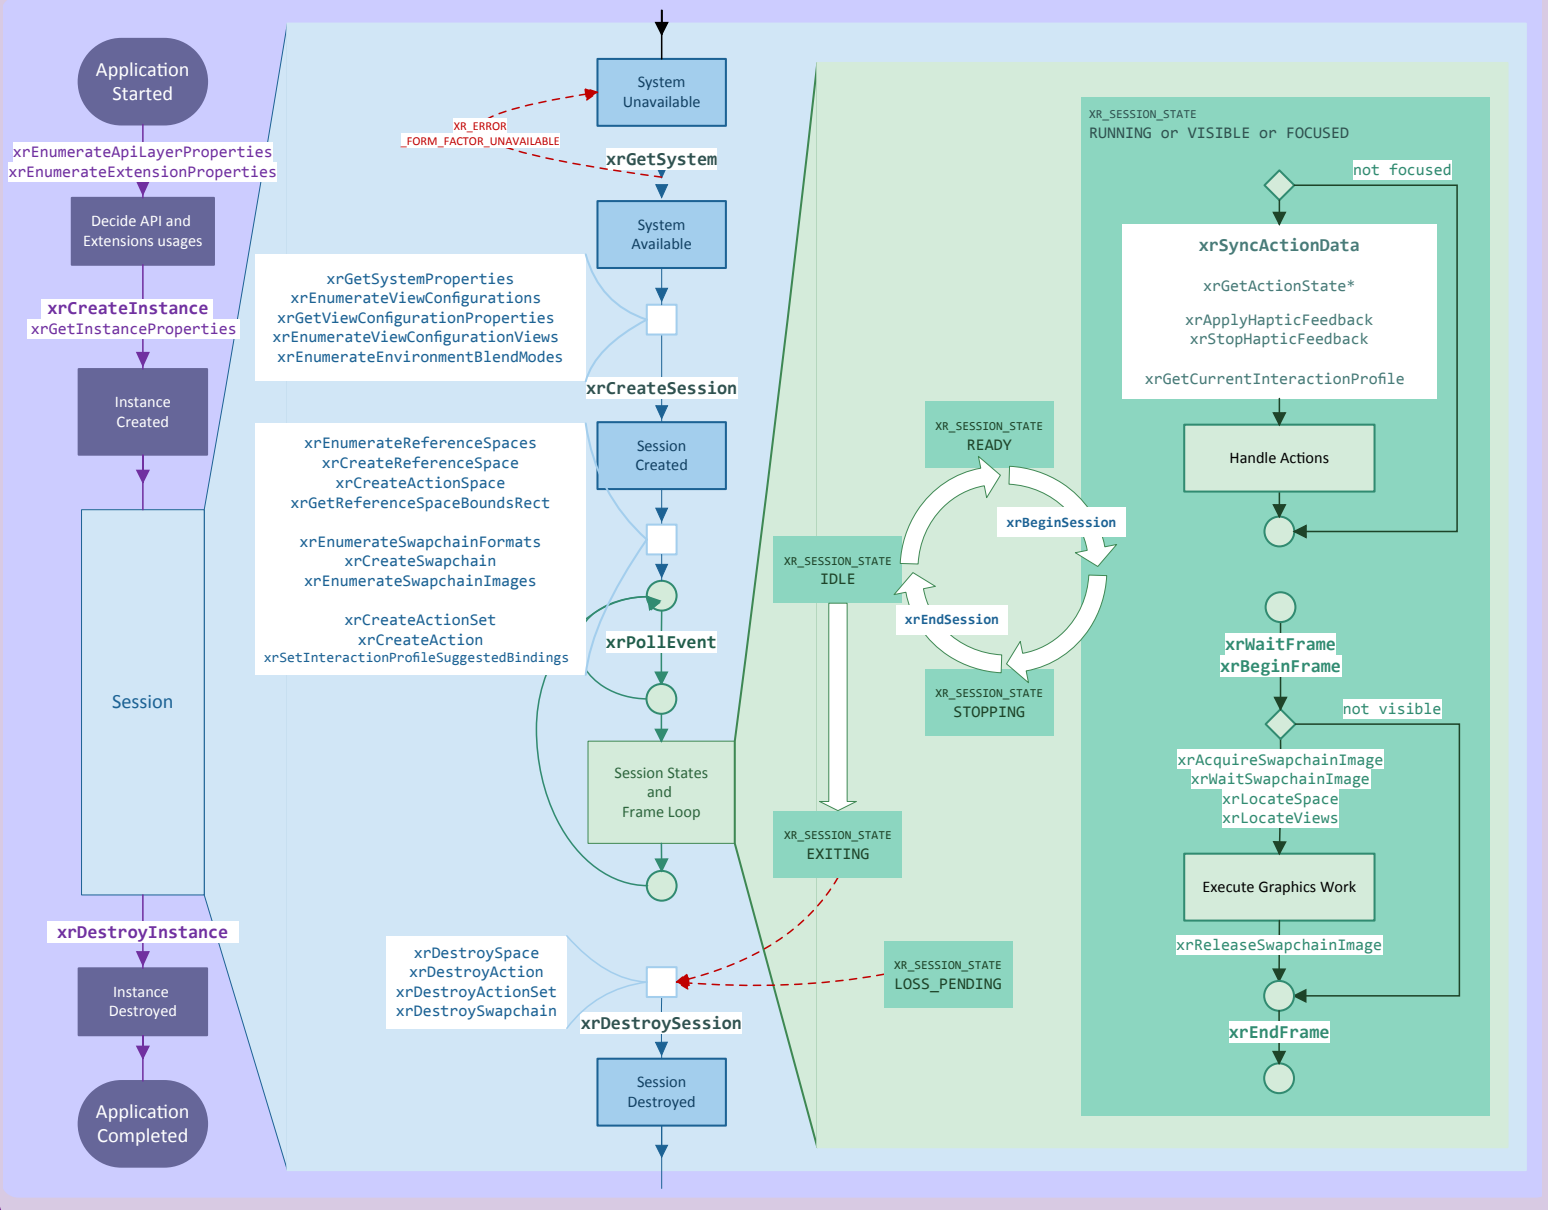 Application
Started
xrEnumerateApiLayerProperties
xrEnumerateExtensionProperties
Decide API and
Extensions usages
xrCreateInstance
xrGetInstanceProperties
Instance
Created
Session
xrDestroyInstance
Instance
Destroyed
Application
Completed
System
Unavailable
XR_ERROR
_FORM_FACTOR_UNAVAILABLE
xrGetSystem
System
Available
xrGetSystemProperties
xrEnumerateViewConfigurations
xrGetViewConfigurationProperties
xrEnumerateViewConfigurationViews
xrEnumerateEnvironmentBlendModes
xrCreateSession
Session
Created
xrEnumerateReferenceSpaces
xrCreateReferenceSpace
xrCreateActionSpace
xrGetReferenceSpaceBoundsRect
xrEnumerateSwapchainFormats
xrCreateSwapchain
xrEnumerateSwapchainImages
xrCreateActionSet
xrCreateAction
xrSetInteractionProfileSuggestedBindings
xrPollEvent
Session States
and
Frame Loop
xrDestroySpace
xrDestroyAction
xrDestroyActionSet
xrDestroySwapchain
xrDestroySession
Session
Destroyed
XR_SESSION_STATE
READY
xrBeginSession
XR_SESSION_STATE
IDLE
xrEndSession
XR_SESSION_STATE
STOPPING
XR_SESSION_STATE
EXITING
XR_SESSION_STATE
LOSS_PENDING
XR_SESSION_STATE
RUNNING or VISIBLE or FOCUSED
not focused
xrSyncActionData
xrGetActionState*
xrApplyHapticFeedback
xrStopHapticFeedback
xrGetCurrentInteractionProfile
Handle Actions
xrWaitFrame
xrBeginFrame
not visible
xrAcquireSwapchainImage
xrWaitSwapchainImage
xrLocateSpace
xrLocateViews
Execute Graphics Work
xrReleaseSwapchainImage
xrEndFrame